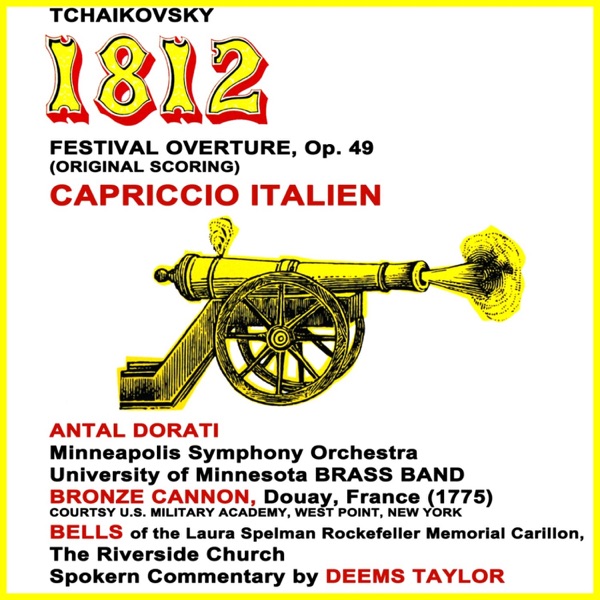 TCHAIKOVSKY
1812
FESTIVAL OVERTURE, Op. 49
(ORIGINAL SCORING)
CAPRICCIO ITALIEN
ANTAL DORATI
Minneapolis Symphony Orchestra
University of Minnesota BRASS BAND
BRONZE CANNON, Douay, France (1775)
COURTSY U.S. MILITARY ACADEMY, WEST POINT, NEW YORK
BELLS of the Laura Spelman Rockefeller Memorial Carillon,
The Riverside Church
Spokern Commentary by DEEMS TAYLOR